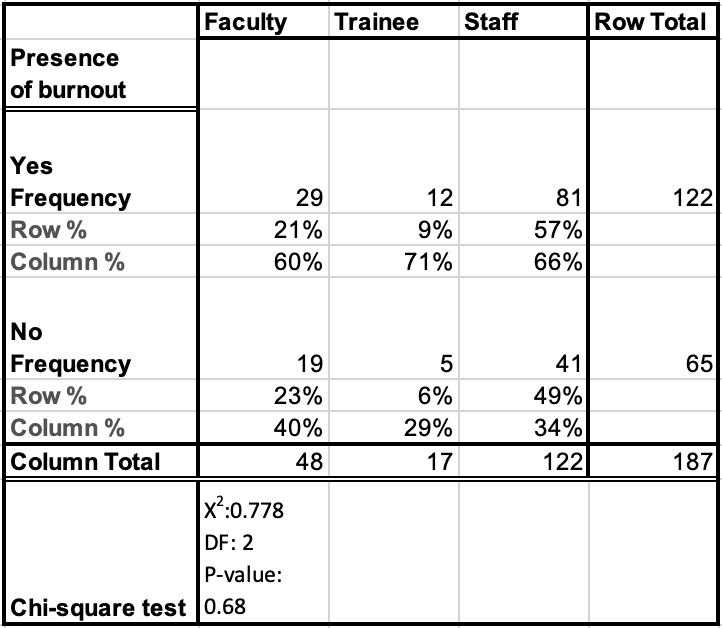 Faculty Trainee Staff Row Total
Presence
of burnout
Yes
Frequency 29 12 81 122
Row % 21% 9% 57%
Column % 60% 71% 66%
No
Frequency 19 5 41 65
Row % 23% 6% 49%
Column % 40% 29% 34%
Column Total 48 17 122 187
X²:0.778
DF: 2
P-value:
Chi-square test 0.68